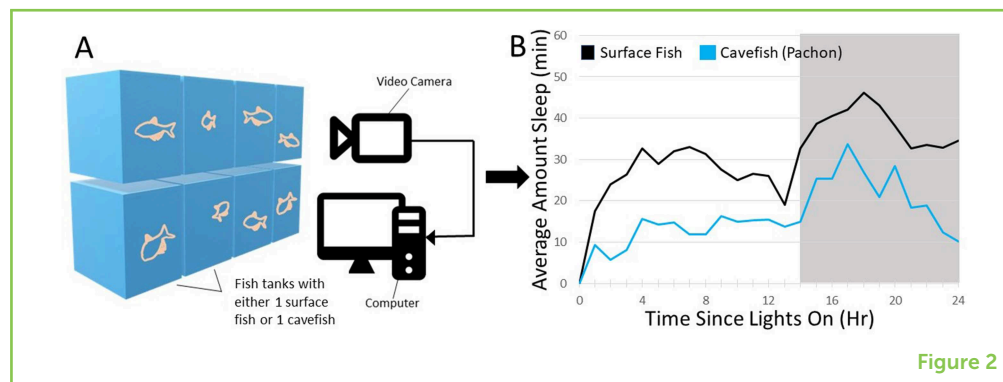 A
Video Camera
Computer
Fish tanks with
either 1 surface
fish or 1 cavefish
B
Surface Fish
Cavefish (Pachon)
Average Amount Sleep (min)
60
50
40
30
20
10
0
0
4
8
12
16
20
24
Time Since Lights On (Hr)
Figure 2